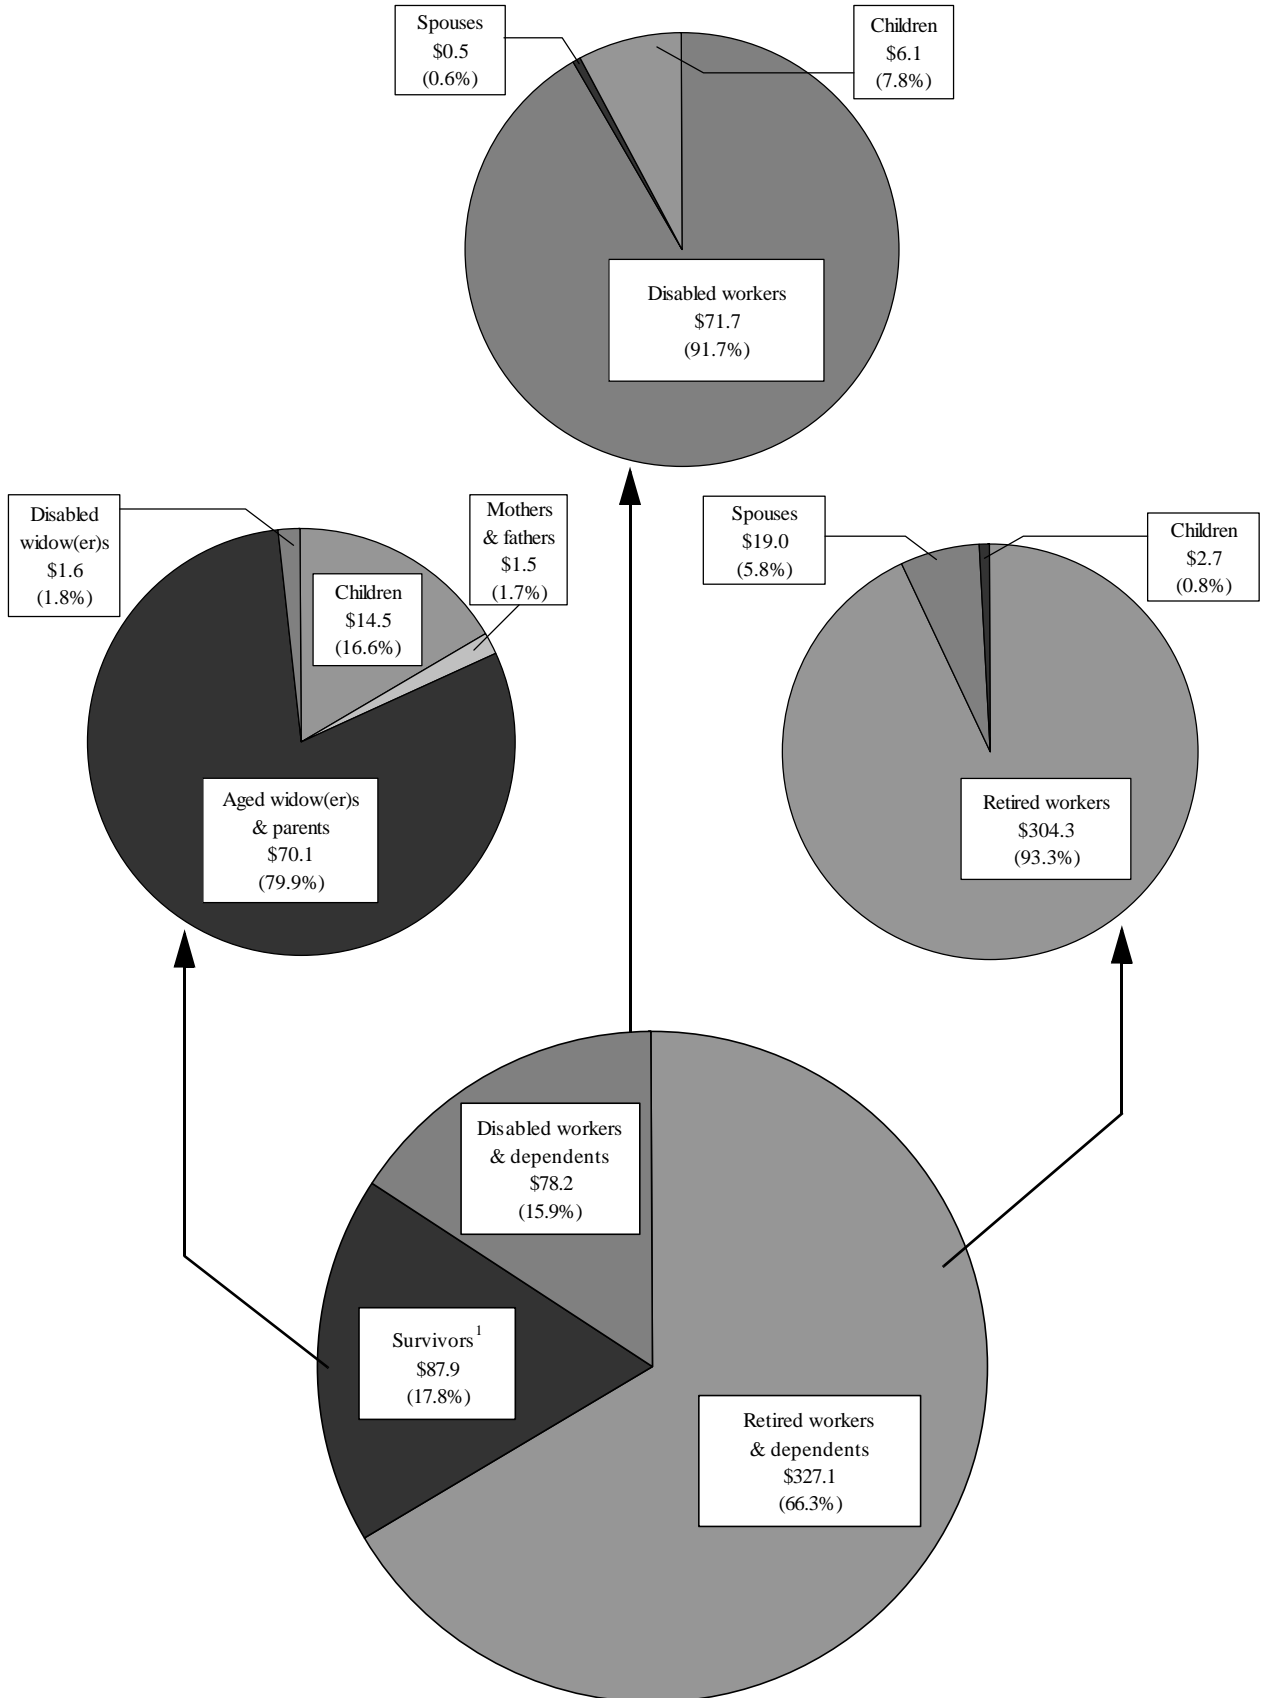 Spouses
$0.5
(0.6%)
Children
$6.1
(7.8%)
Disabled workers
$71.7
(91.7%)
Disabled
widow(er)s
$1.6
(1.8%)
Children
$14.5
(16.6%)
Mothers
& fathers
$1.5
(1.7%)
Aged widow(er)s
& parents
$70.1
(79.9%)
Spouses
$19.0
(5.8%)
Children
$2.7
(0.8%)
Retired workers
$304.3
(93.3%)
Disabled workers
& dependents
$78.2
(15.9%)
Survivors1
$87.9
(17.8%)
Retired workers
& dependents
$327.1
(66.3%)